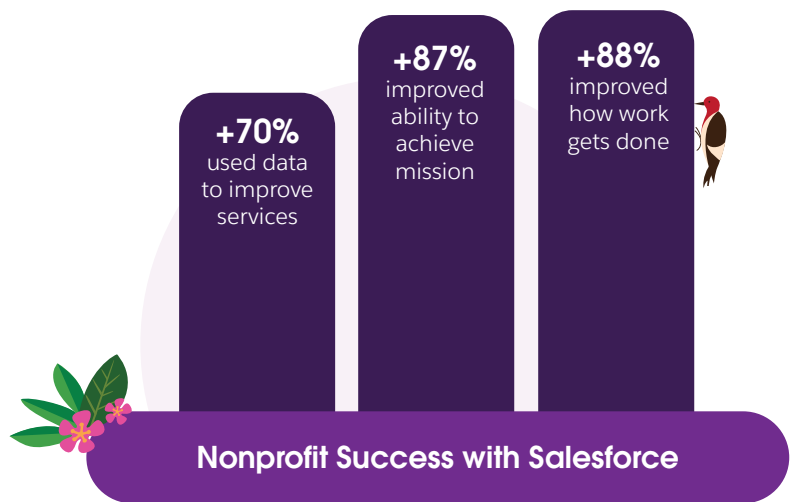 +70%
used data
to improve
services
+87%
improved
ability to
achieve
mission
+88%
improved
how work
gets done
Nonprofit Success with Salesforce